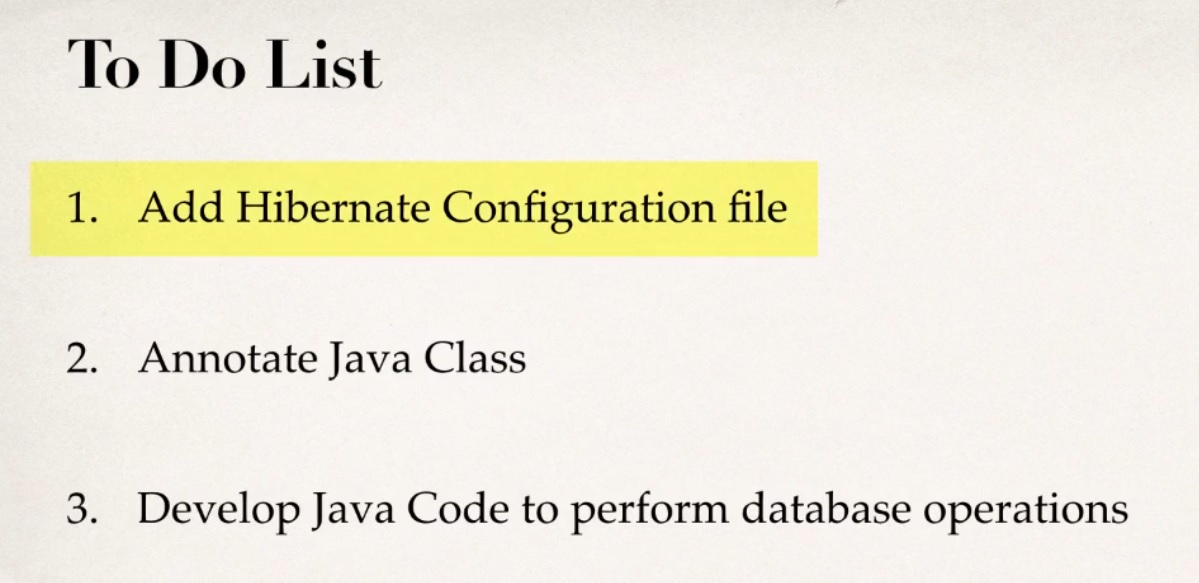 To Do List
1. Add Hibernate Configuration file
2. Annotate Java Class
3. Develop Java Code to perform database operations